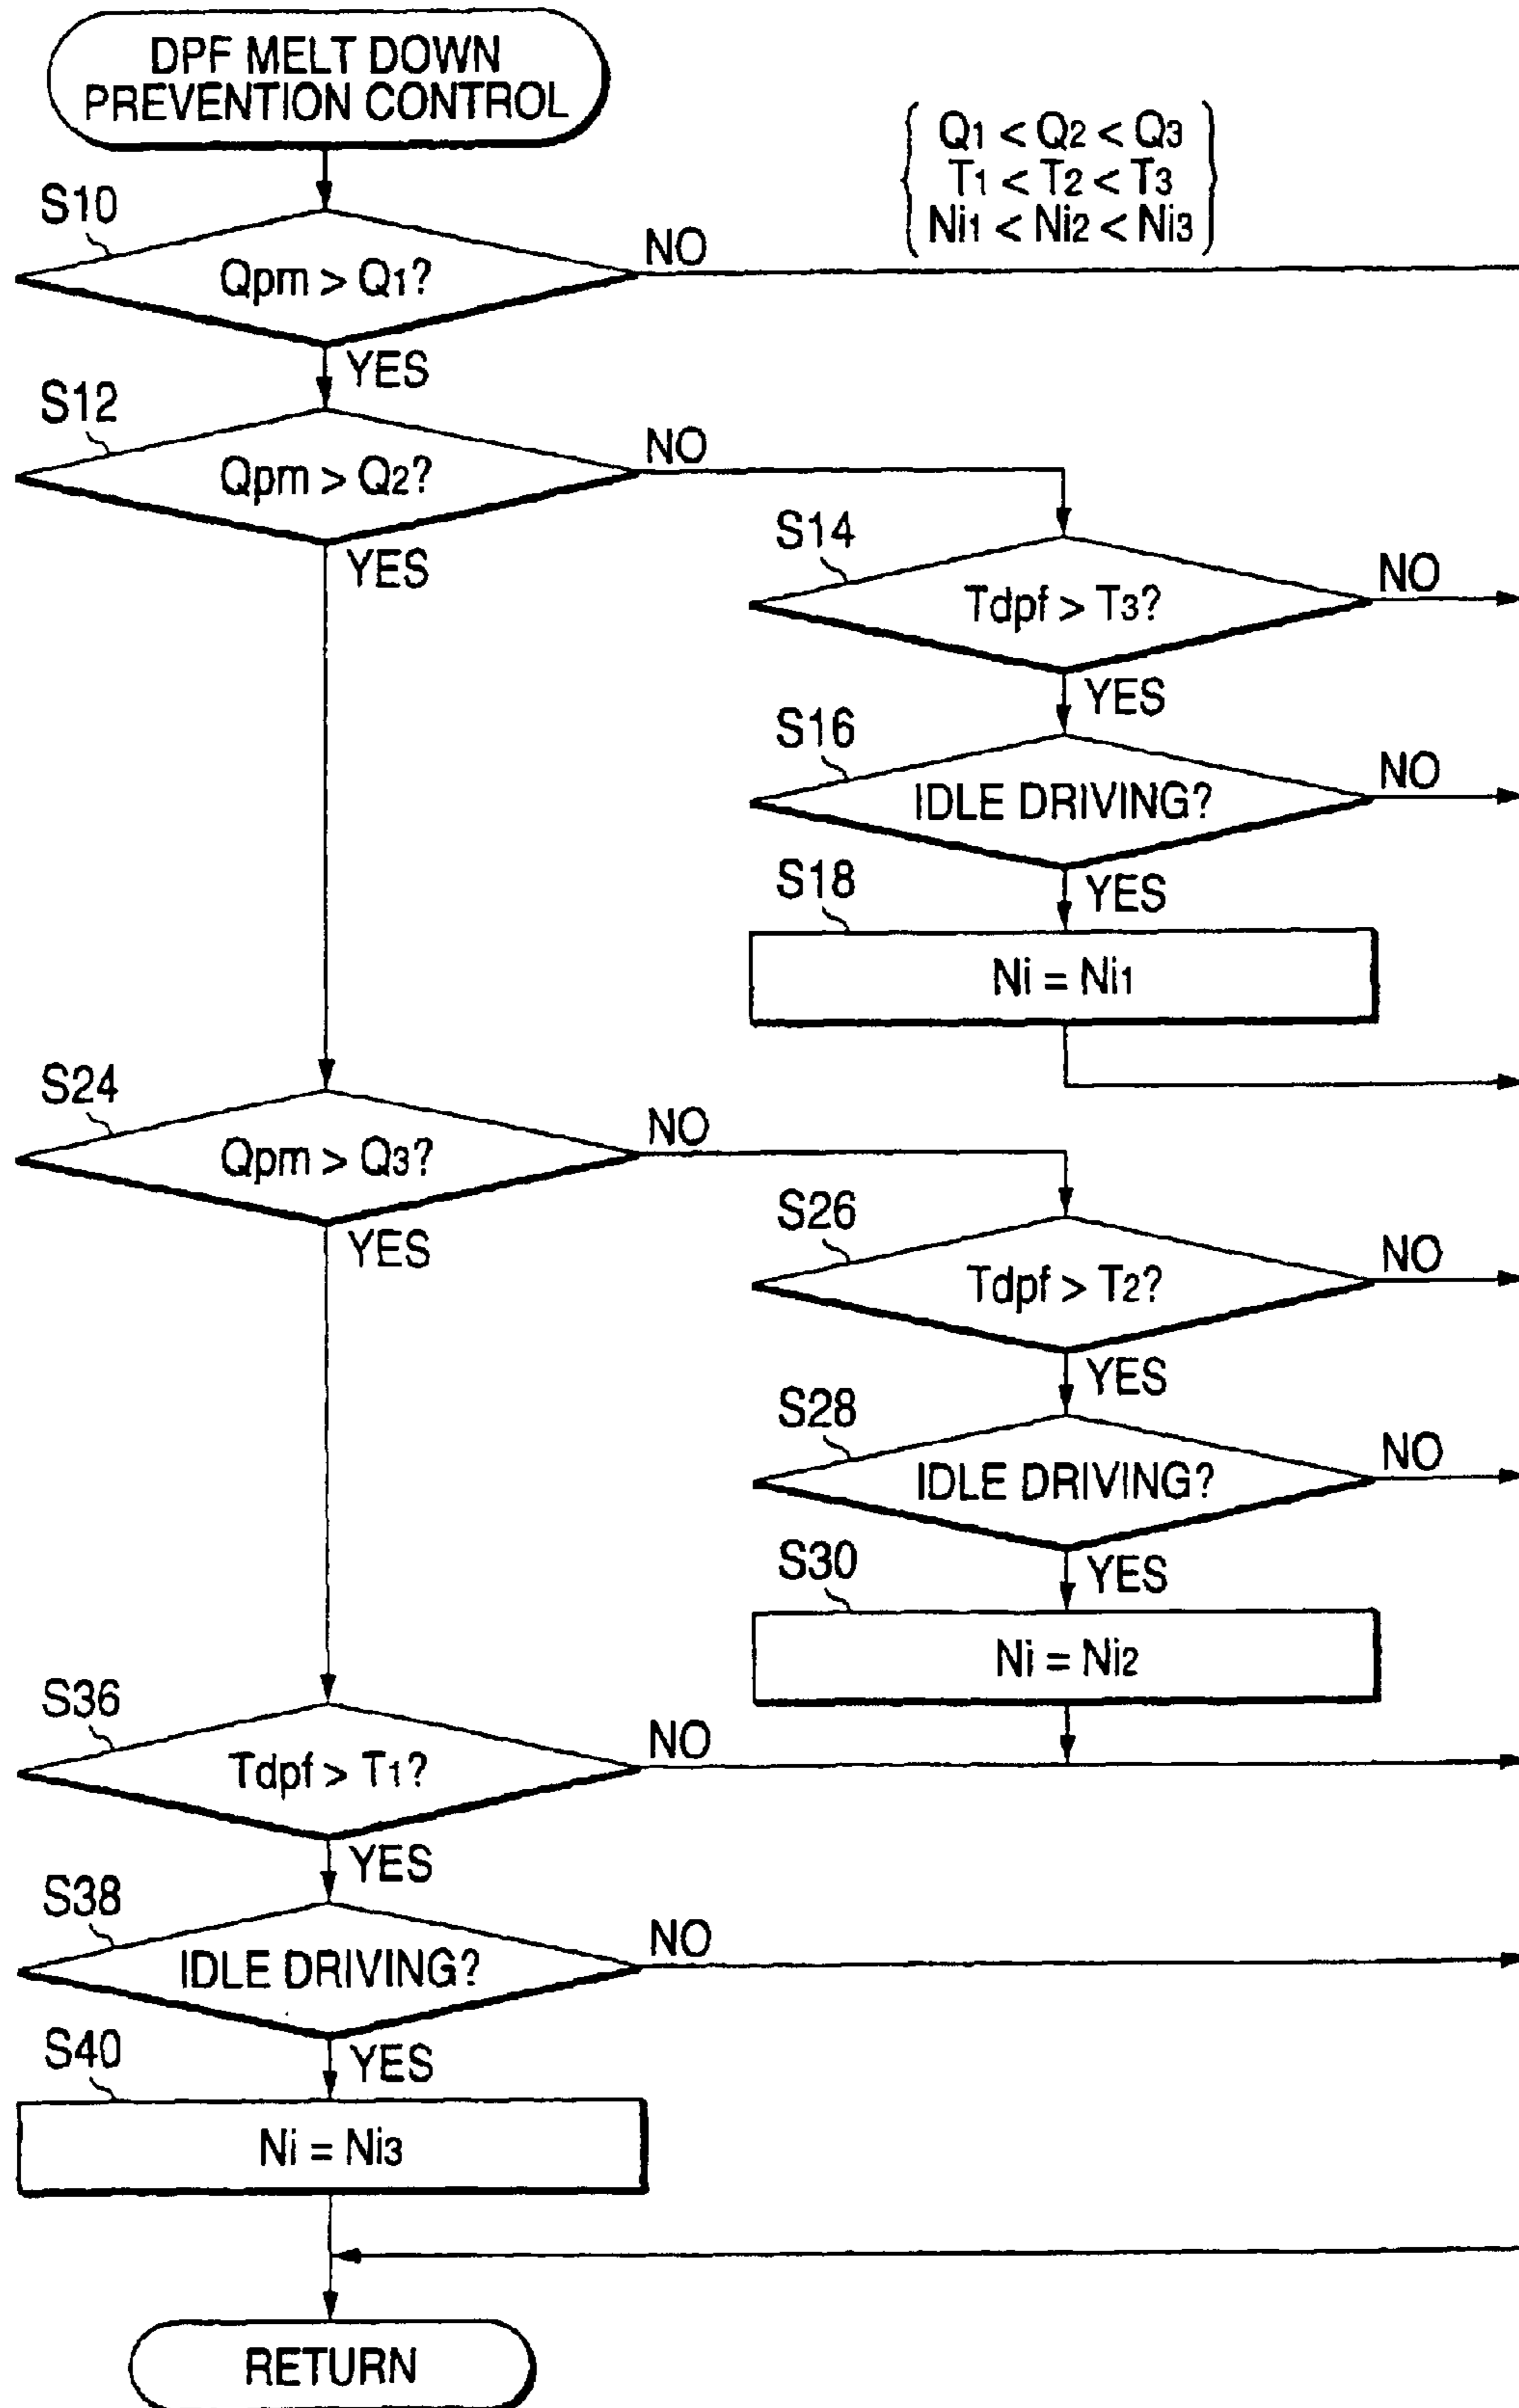 DPF MELT DOWN
PREVENTION CONTROL
Q1 < Q2 < Q3
T1 < T2 < T3
Ni1 < Ni2 < Ni3
S10
Qpm > Q1?
NO
YES
S12
Qpm > Q2?
NO
YES
S14
Tdpf > T3?
NO
YES
S16
IDLE DRIVING?
NO
YES
S18
Ni = Ni1
S24
Qpm > Q3?
NO
YES
S26
Tdpf > T2?
NO
YES
S28
IDLE DRIVING?
NO
YES
S30
Ni = Ni2
S36
Tdpf > T1?
NO
YES
S38
IDLE DRIVING?
NO
YES
S40
Ni = Ni3
RETURN